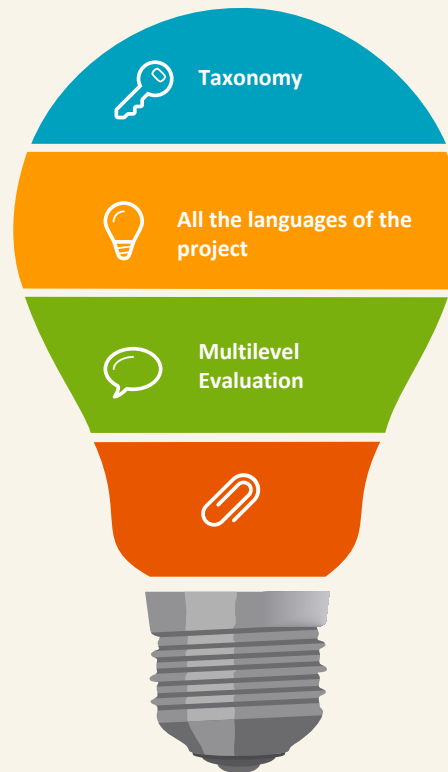 Taxonomy
All the languages of the
project
Multilevel
Evaluation